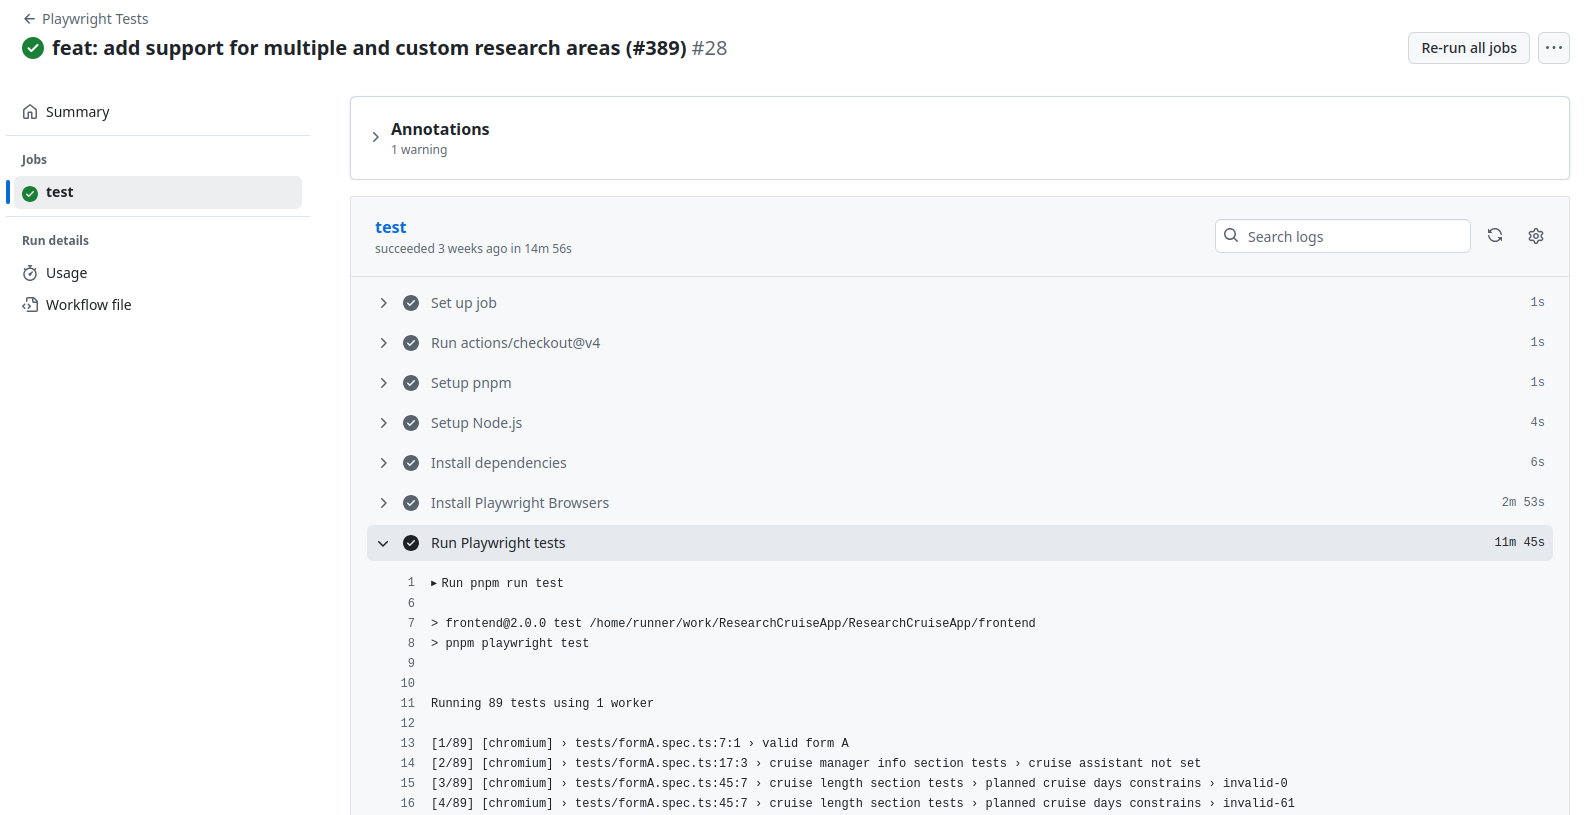 Playwright Tests
feat: add support for multiple and custom research areas (#389) #28
Re-run all jobs
Summary
Jobs
test
Run details
Usage
Workflow file
Annotations
1 warning
test
succeeded 3 weeks ago in 14m 56s
Search logs
Set up job 1s
Run actions/checkout@v4 1s
Setup pnpm 1s
Setup Node.js 4s
Install dependencies 6s
Install Playwright Browsers 2m 53s
Run Playwright tests 11m 45s
1 ▸ Run pnpm run test
6
7 > frontend@2.0.0 test /home/runner/work/ResearchCruiseApp/ResearchCruiseApp/frontend
8 > pnpm playwright test
9
10
11 Running 89 tests using 1 worker
12
13 [1/89] [chromium] › tests/formA.spec.ts:7:1 › valid form A
14 [2/89] [chromium] › tests/formA.spec.ts:17:3 › cruise manager info section tests › cruise assistant not set
15 [3/89] [chromium] › tests/formA.spec.ts:45:7 › cruise length section tests › planned cruise days constrains › invalid-0
16 [4/89] [chromium] › tests/formA.spec.ts:45:7 › cruise length section tests › planned cruise days constrains › invalid-61